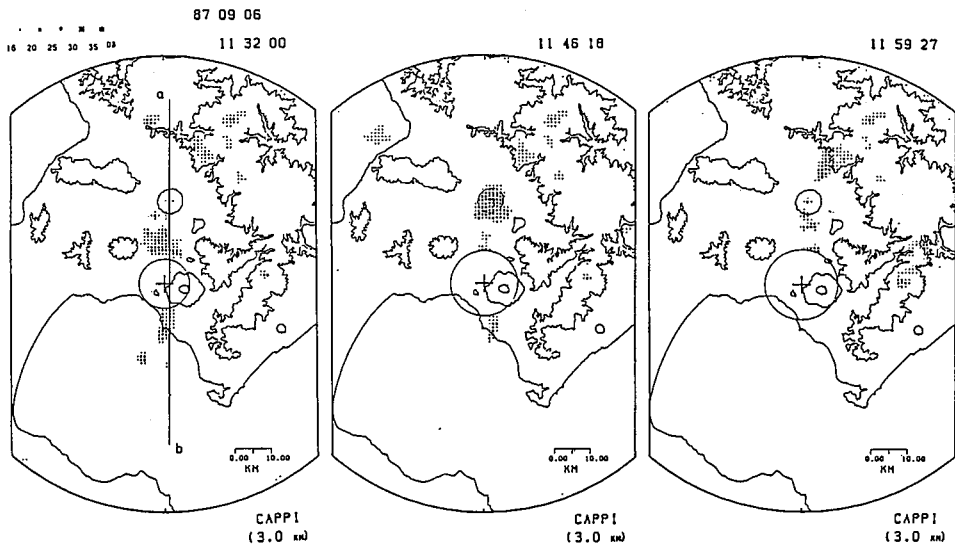 87 09 06
11 32 00
11 46 18
11 59 27
16 20 25 30 35 DB
a
b
0.00 10.00
KM
0.00 10.00
KM
0.00 10.00
KM
CAPPI
(3.0 KM)
CAPPI
(3.0 KM)
CAPPI
(3.0 KM)